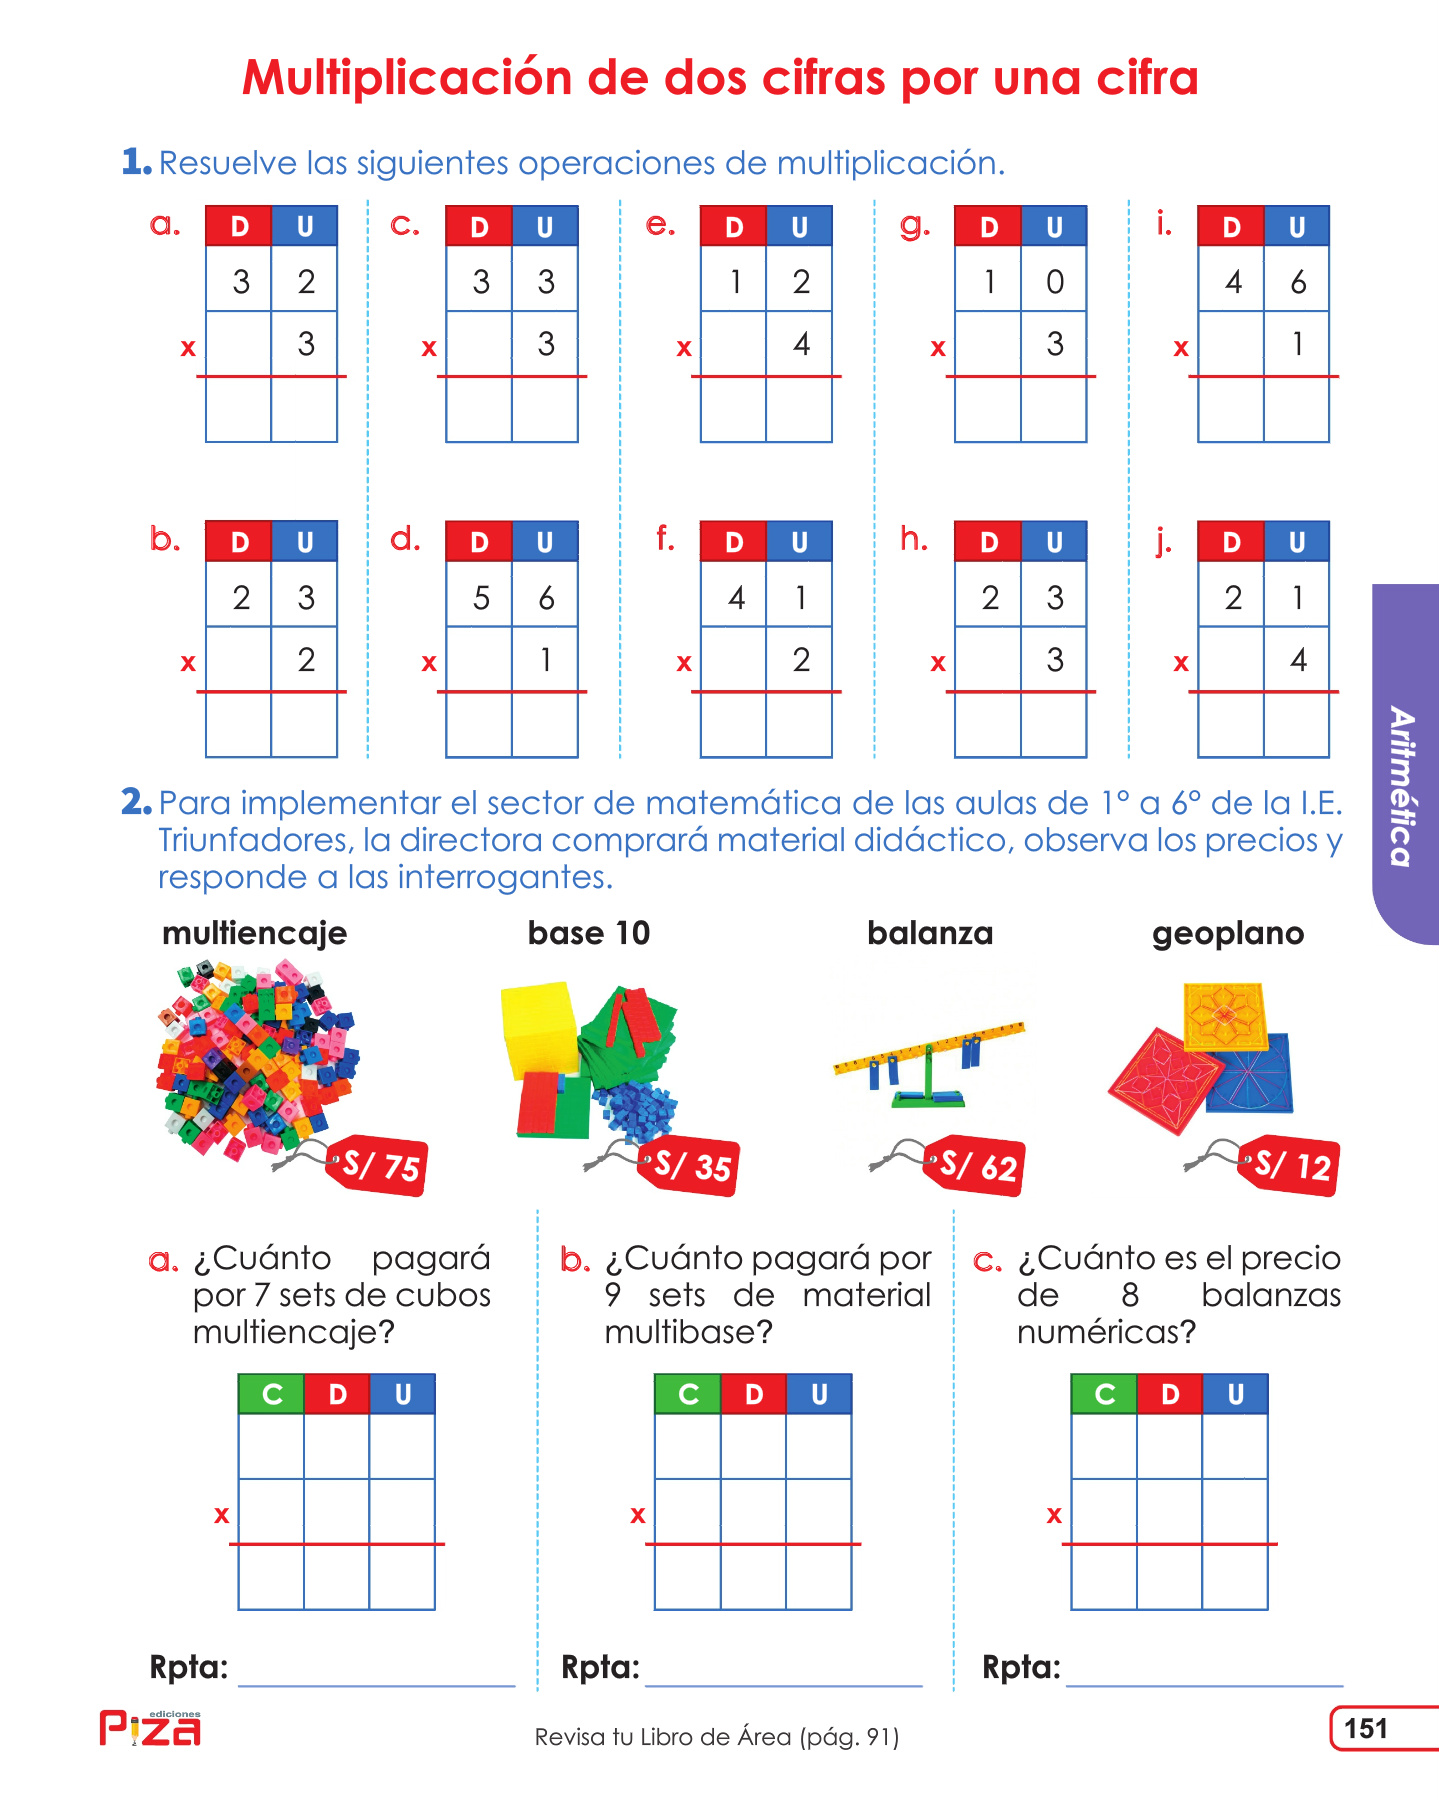 Multiplicación de dos cifras por una cifra
1. Resuelve las siguientes operaciones de multiplicación.
a. D U
3 2
x 3
c. D U
3 3
x 3
e. D U
1 2
x 4
g. D U
1 0
x 3
i. D U
4 6
x 1
b. D U
2 3
x 2
d. D U
5 6
x 1
f. D U
4 1
x 2
h. D U
2 3
x 3
j. D U
2 1
x 4
Aritmética
2. Para implementar el sector de matemática de las aulas de 1° a 6° de la I.E.
Triunfadores, la directora comprará material didáctico, observa los precios y
responde a las interrogantes.
multiencaje
base 10
balanza
geoplano
S/ 75
S/ 35
S/ 62
S/ 12
a. ¿Cuánto pagará
por 7 sets de cubos
multiencaje?
C D U
x
Rpta:
b. ¿Cuánto pagará por
9 sets de material
multibase?
C D U
x
Rpta:
c. ¿Cuánto es el precio
de 8 balanzas
numéricas?
C D U
x
Rpta:
ediciones
Piza
Revisa tu Libro de Área (pág. 91)
151